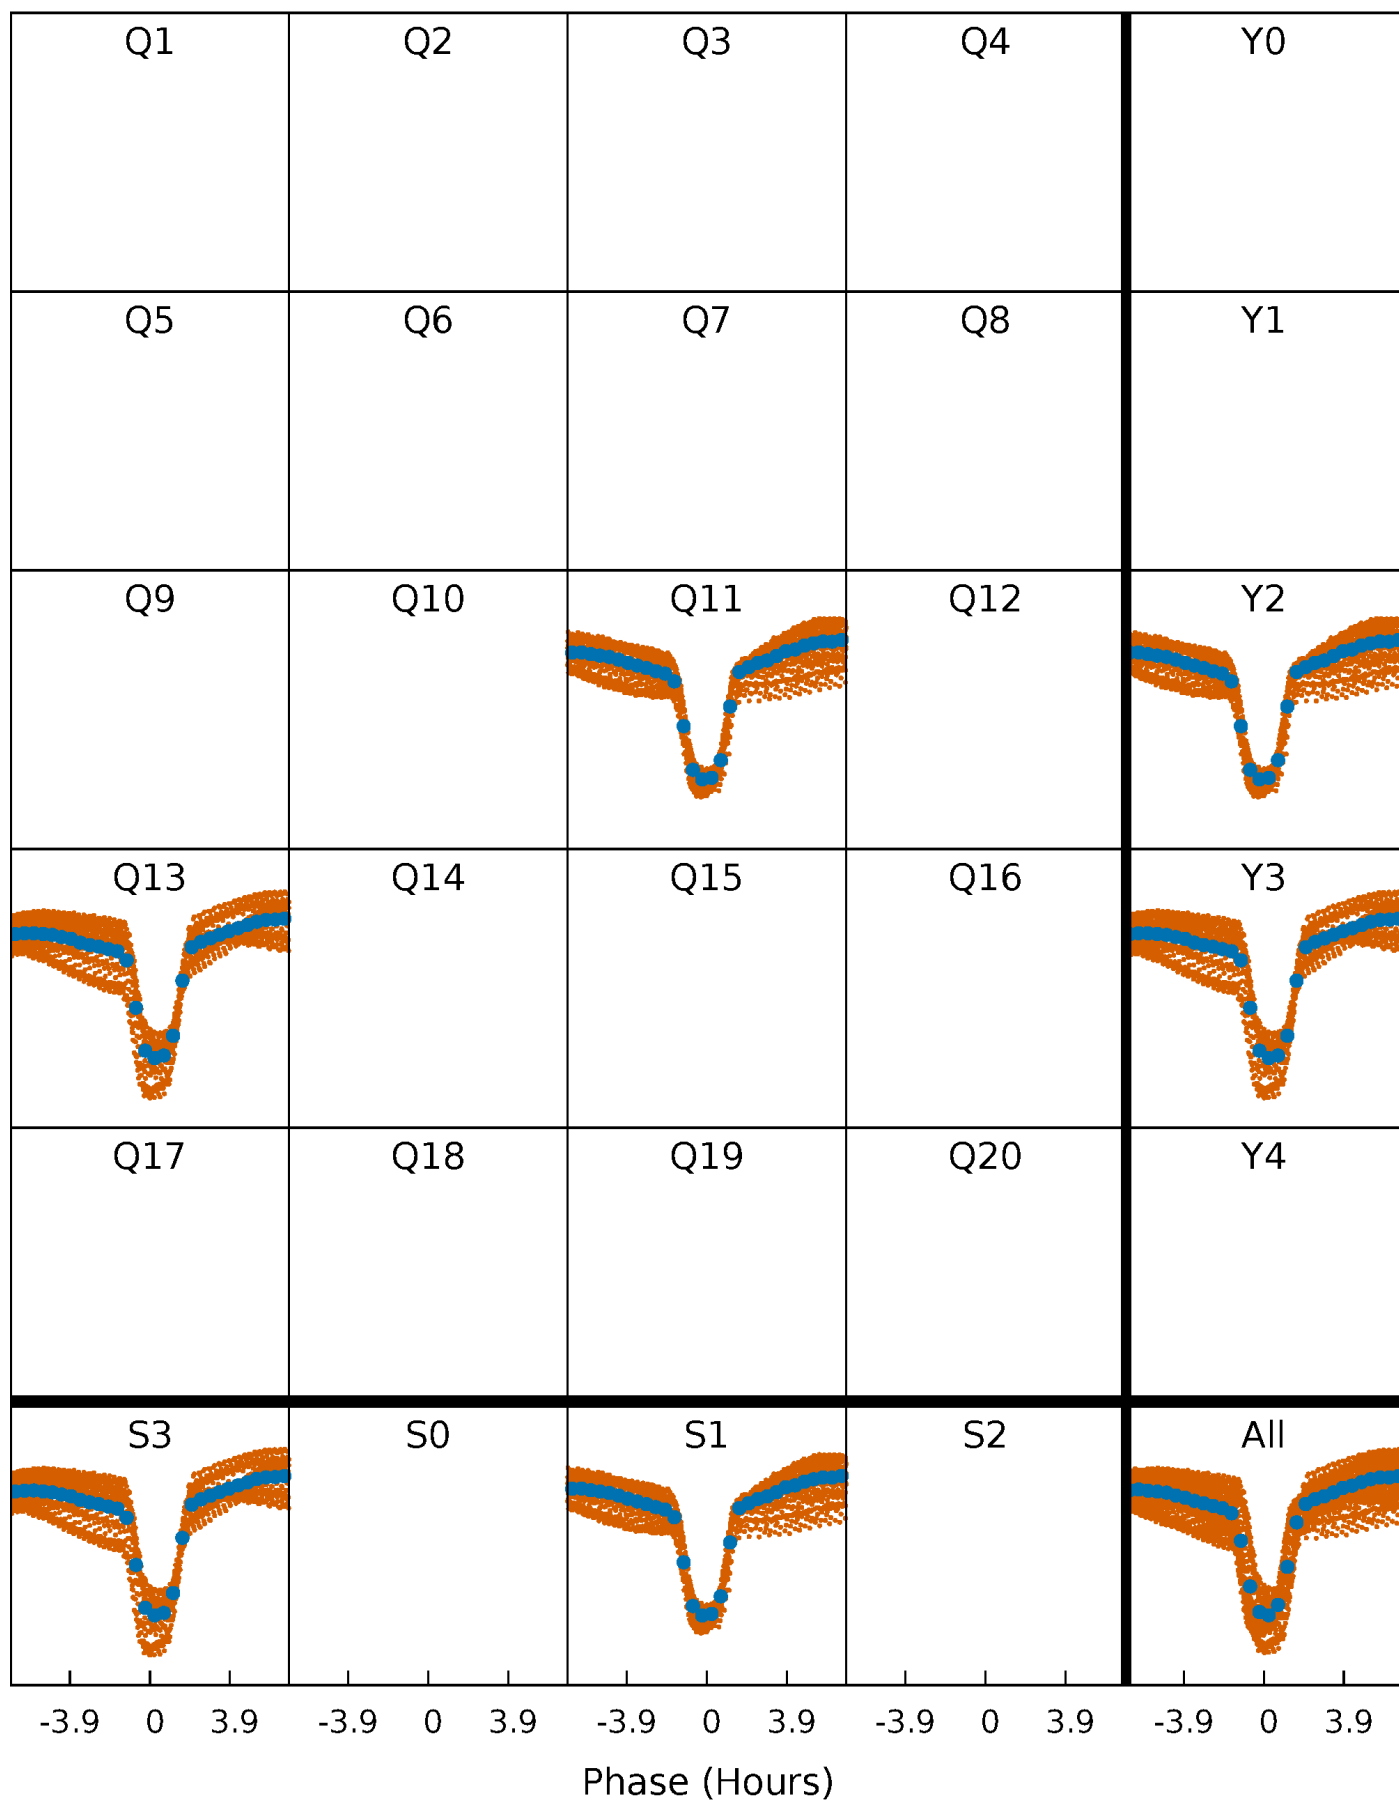 Q1 Q2 Q3 Q4 Y0
Q5 Q6 Q7 Q8 Y1
Q9 Q10 Q11 Q12 Y2
Q13 Q14 Q15 Q16 Y3
Q17 Q18 Q19 Q20 Y4
S3 S0 S1 S2 All
-3.9 0 3.9 -3.9 0 3.9 -3.9 0 3.9 -3.9 0 3.9 -3.9 0 3.9
Phase (Hours)